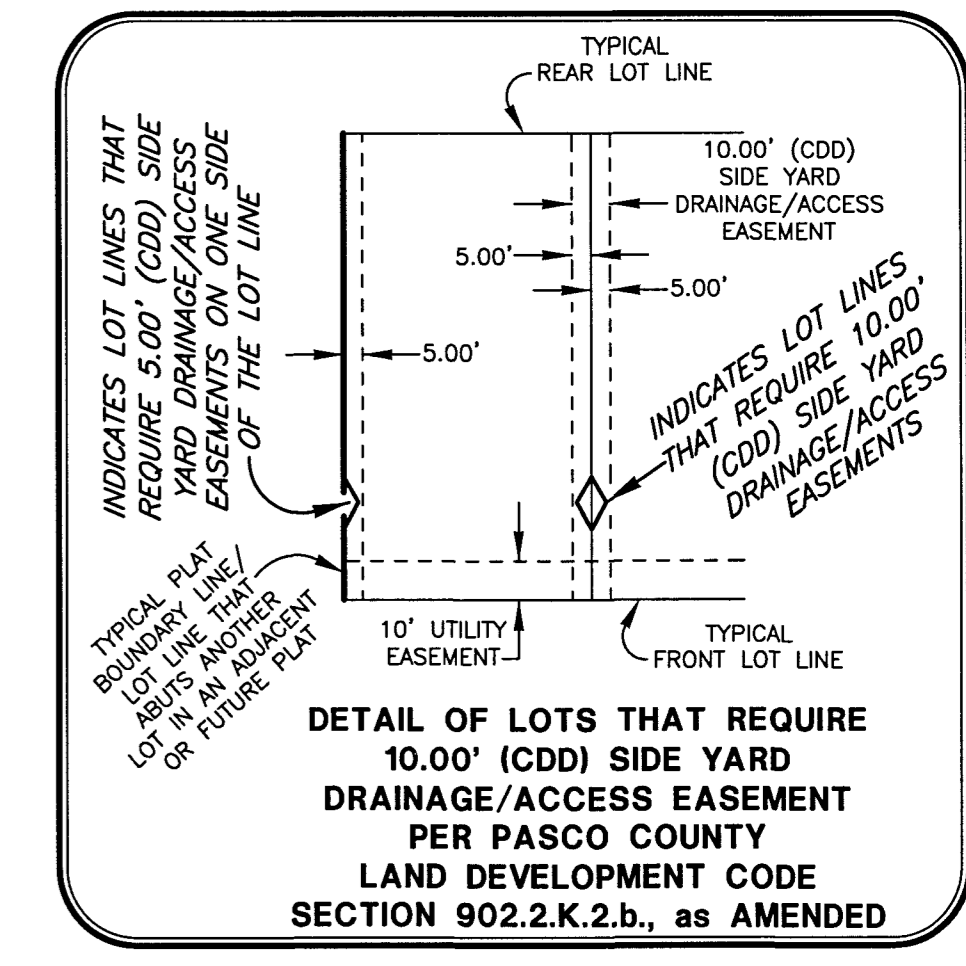 TYPICAL
REAR LOT LINE
INDICATES LOT LINES THAT
REQUIRE 5.00' (CDD) SIDE
YARD DRAINAGE/ACCESS
EASEMENTS ON ONE SIDE
OF THE LOT LINE
10.00' (CDD)
SIDE YARD
DRAINAGE/ACCESS
EASEMENT
5.00'
5.00'
5.00'
INDICATES LOT LINES
THAT REQUIRE 10.00'
(CDD) SIDE YARD
DRAINAGE/ACCESS
EASEMENTS
TYPICAL PLAT
BOUNDARY LINE/
LOT LINE THAT
ABUTS ANOTHER
LOT IN AN ADJACENT
OR FUTURE PLAT
10' UTILITY
EASEMENT
TYPICAL
FRONT LOT LINE
DETAIL OF LOTS THAT REQUIRE
10.00' (CDD) SIDE YARD
DRAINAGE/ACCESS EASEMENT
PER PASCO COUNTY
LAND DEVELOPMENT CODE
SECTION 902.2.K.2.b., as AMENDED